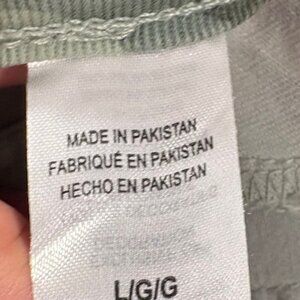 MADE IN PAKISTAN
FABRIQUÉ EN PAKISTAN
HECHO EN PAKISTAN
L/G/G